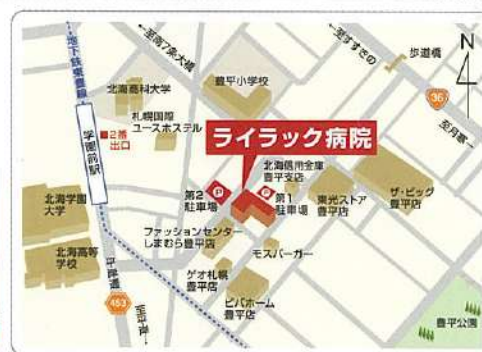 ←至南7条大橋
←至すすきの
歩道橋
N
地下鉄東豊線
北海商科大学
豊平小学校
36
至月寒→
札幌国際
ユースホステル
2番
出口
学園前駅
ライラック病院
北海信用金庫
豊平支店
ザ・ビッグ
豊平店
P
第2
駐車場
P
第1
駐車場
東光ストア
豊平店
北海学園
大学
ファッションセンター
しまむら豊平店
モスバーガー
北海高等
学校
ゲオ札幌
豊平店
ビバホーム
豊平店
453
豊平公園